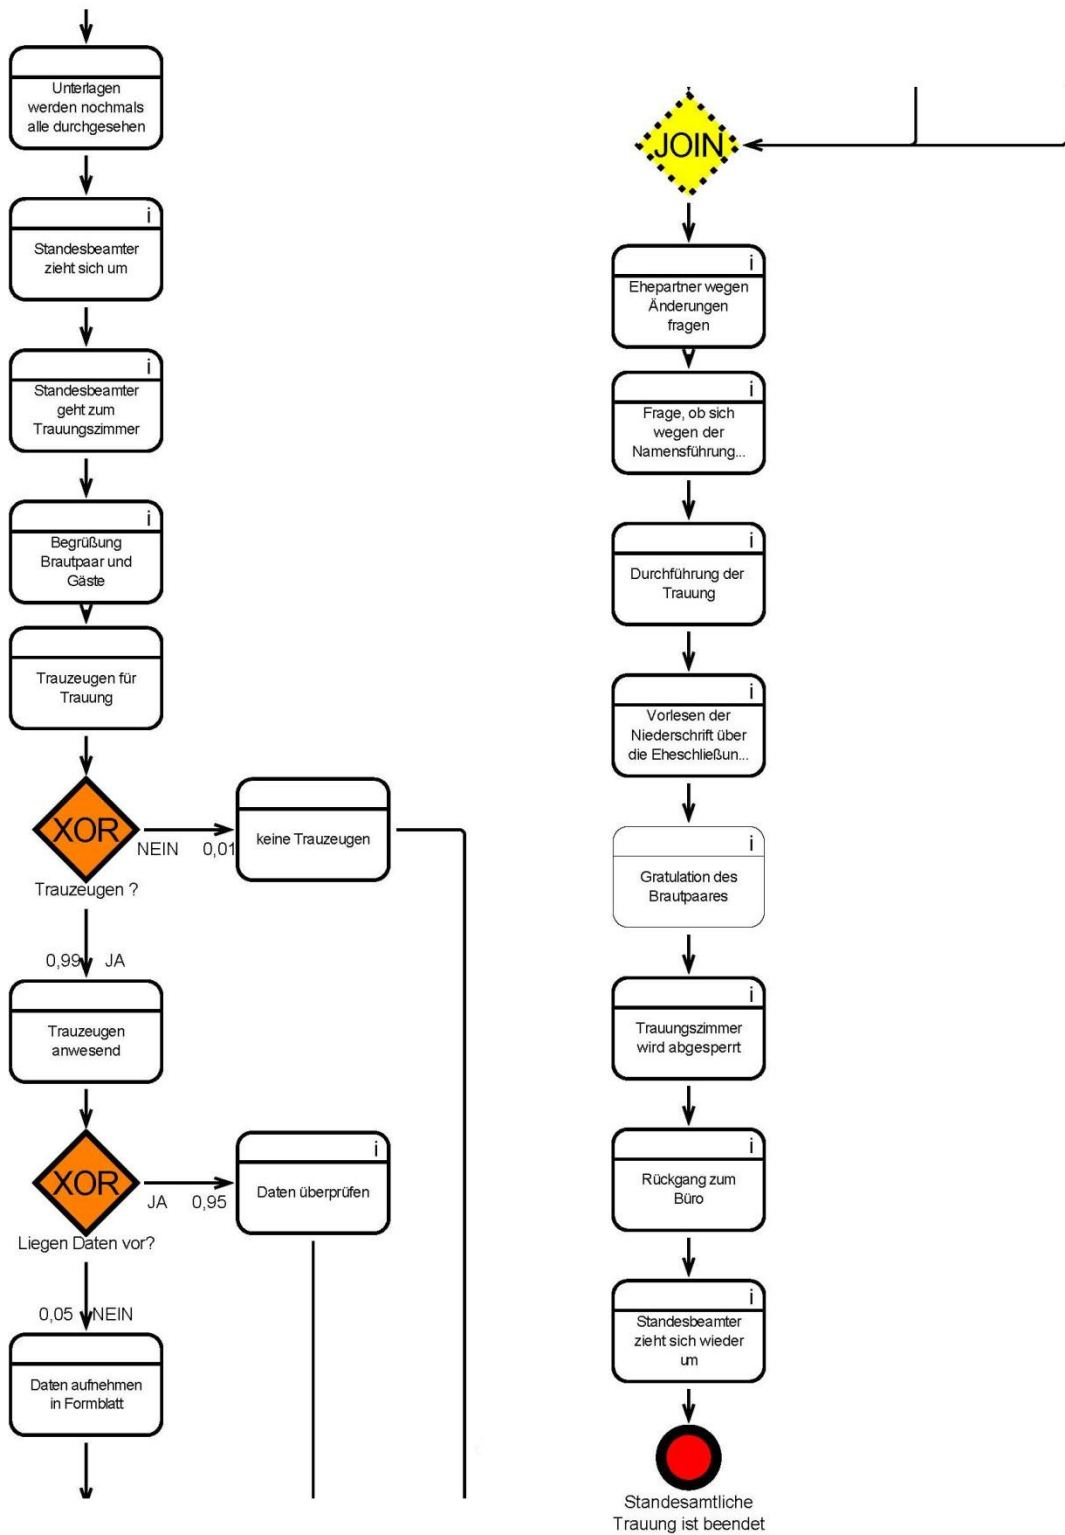 Unterlagen
werden nochmals
alle durchgesehen
i
Standesbeamter
zieht sich um
i
Standesbeamter
geht zum
Trauungszimmer
i
Begrüßung
Brautpaar und
Gäste
Trauzeugen für
Trauung
XOR
NEIN 0,01
keine Trauzeugen
Trauzeugen ?
0,99 JA
Trauzeugen
anwesend
XOR
JA 0,95
i
Daten überprüfen
Liegen Daten vor?
0,05 NEIN
Daten aufnehmen
in Formblatt
JOIN
i
Ehepartner wegen
Änderungen
fragen
i
Frage, ob sich
wegen der
Namensführung...
i
Durchführung der
Trauung
i
Vorlesen der
Niederschrift über
die Eheschließun...
i
Gratulation des
Brautpaares
i
Trauungszimmer
wird abgesperrt
i
Rückgang zum
Büro
i
Standesbeamter
zieht sich wieder
um
Standesamtliche
Trauung ist beendet